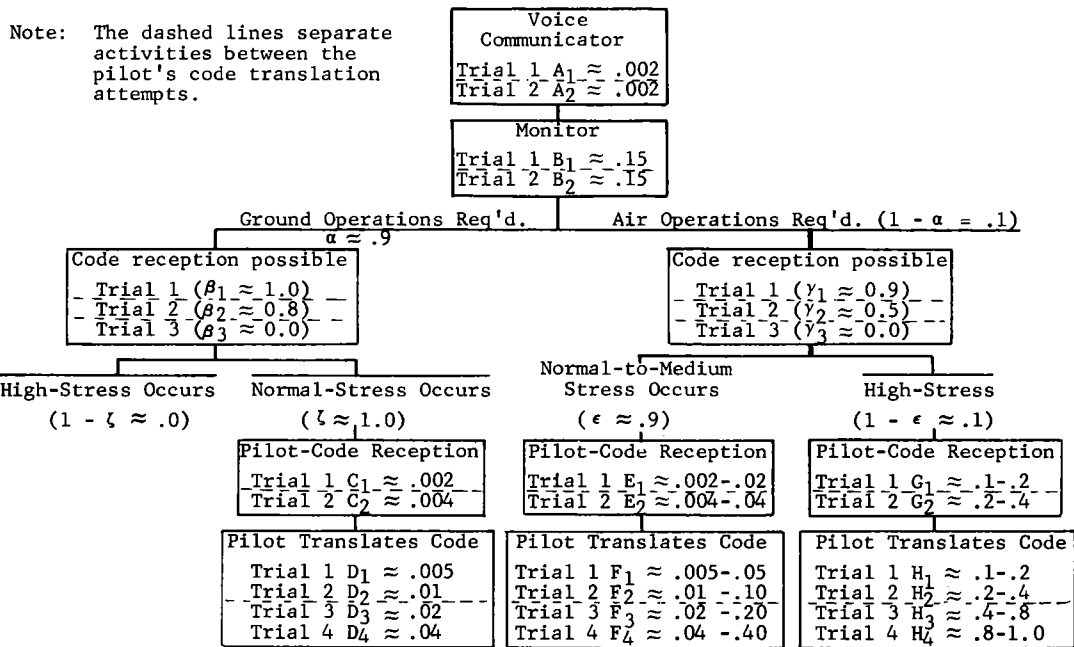 Note: The dashed lines separate
activities between the
pilot's code translation
attempts.
Voice
Communicator
Trial 1 A1 ≈ .002
Trial 2 A2 ≈ .002
Monitor
Trial 1 B1 ≈ .15
Trial 2 B2 ≈ .15
Ground Operations Req'd.
α ≈ .9
Air Operations Req'd. (1 - α = .1)
Code reception possible
Trial 1 (β1 ≈ 1.0)
Trial 2 (β2 ≈ 0.8)
Trial 3 (β3 ≈ 0.0)
Code reception possible
Trial 1 (γ1 ≈ 0.9)
Trial 2 (γ2 ≈ 0.5)
Trial 3 (γ3 ≈ 0.0)
High-Stress Occurs
(1 - ζ ≈ .0)
Normal-Stress Occurs
(ζ ≈ 1.0)
Normal-to-Medium
Stress Occurs
(ϵ ≈ .9)
High-Stress
(1 - ϵ ≈ .1)
Pilot-Code Reception
Trial 1 C1 ≈ .002
Trial 2 C2 ≈ .004
Pilot-Code Reception
Trial 1 E1 ≈ .002-.02
Trial 2 E2 ≈ .004-.04
Pilot-Code Reception
Trial 1 G1 ≈ .1-.2
Trial 2 G2 ≈ .2-.4
Pilot Translates Code
Trial 1 D1 ≈ .005
Trial 2 D2 ≈ .01
Trial 3 D3 ≈ .02
Trial 4 D4 ≈ .04
Pilot Translates Code
Trial 1 F1 ≈ .005-.05
Trial 2 F2 ≈ .01 -.10
Trial 3 F3 ≈ .02 -.20
Trial 4 F4 ≈ .04 -.40
Pilot Translates Code
Trial 1 H1 ≈ .1-.2
Trial 2 H2 ≈ .2-.4
Trial 3 H3 ≈ .4-.8
Trial 4 H4 ≈ .8-1.0